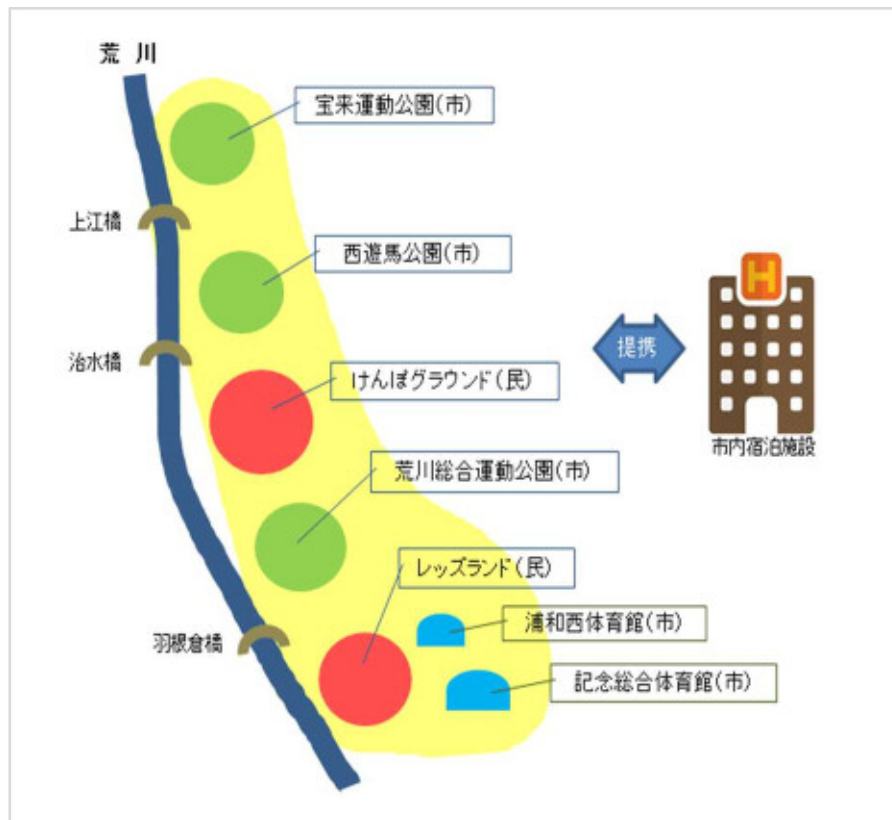 荒 川
宝来運動公園(市)
上江橋
西遊馬公園(市)
H
提携
治水橋
けんぽグラウンド(民)
市内宿泊施設
荒川総合運動公園(市)
レッズランド(民)
浦和西体育館(市)
羽根倉橋
記念総合体育館(市)